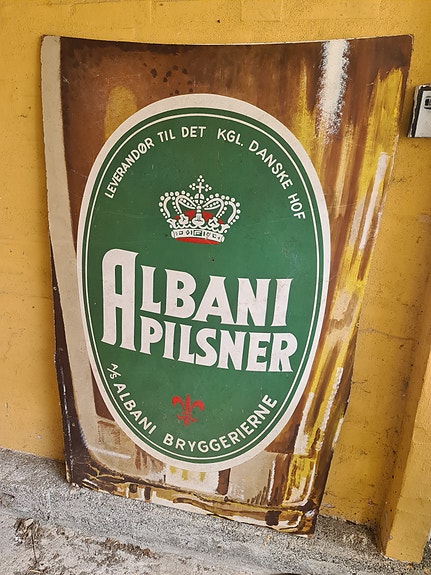 LEVERANDØR TIL DET KGL. DANSKE HOF
ALBANI
PILSNER
A/S ALBANI BRYGGERIERNE